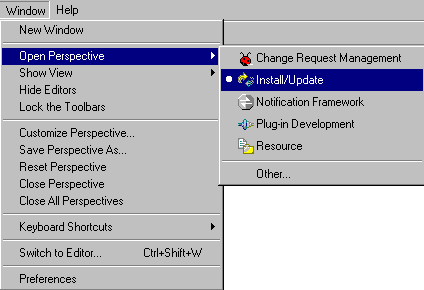 Window Help
New Window
Open Perspective
Show View
Hide Editors
Lock the Toolbars
Customize Perspective...
Save Perspective As...
Reset Perspective
Close Perspective
Close All Perspectives
Keyboard Shortcuts
Switch to Editor... Ctrl+Shift+W
Preferences
Change Request Management
Install/Update
Notification Framework
Plug-in Development
Resource
Other...